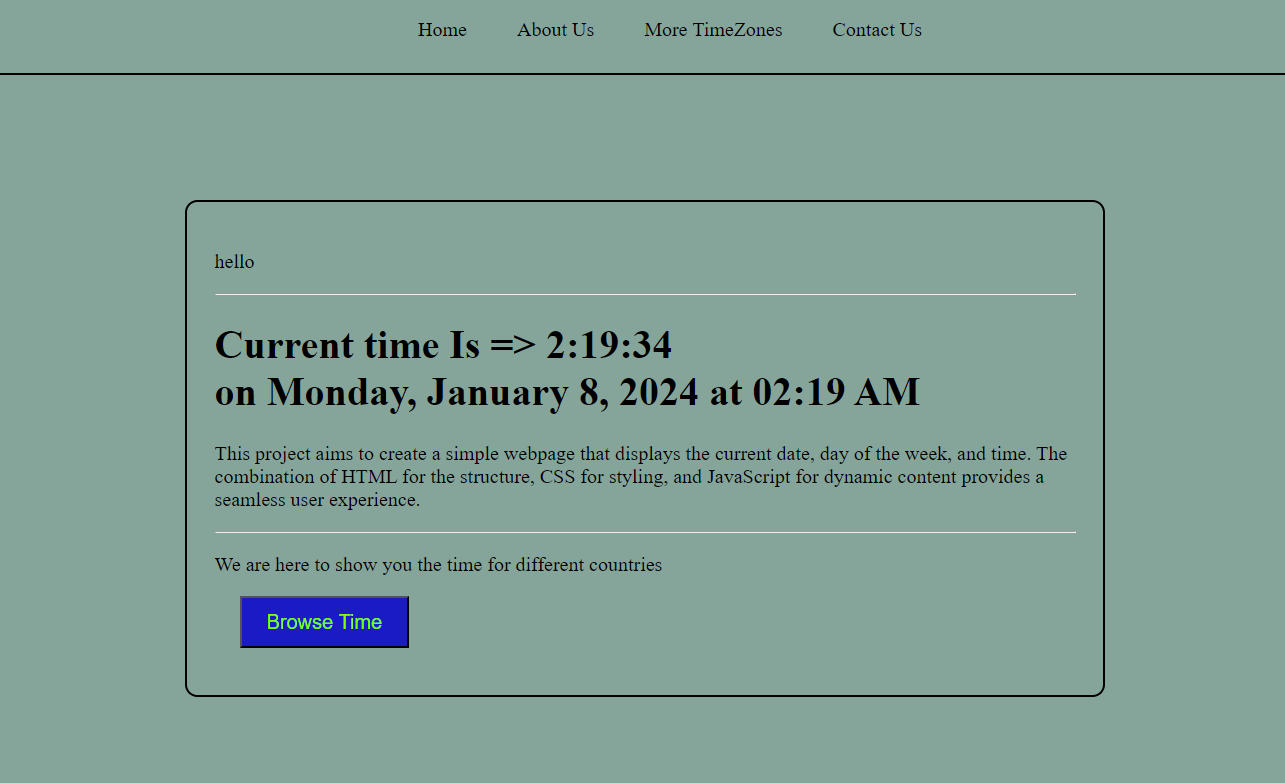 Home About Us More TimeZones Contact Us
hello
Current time Is => 2:19:34
on Monday, January 8, 2024 at 02:19 AM
This project aims to create a simple webpage that displays the current date, day of the week, and time. The
combination of HTML for the structure, CSS for styling, and JavaScript for dynamic content provides a
seamless user experience.
We are here to show you the time for different countries
Browse Time